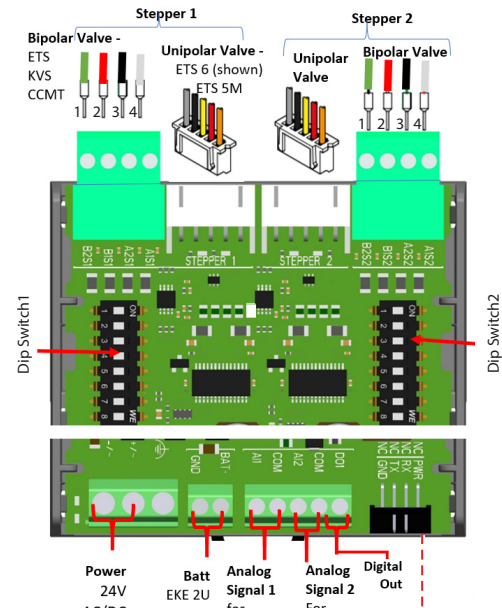 Stepper 1
Stepper 2
Bipolar Valve -
ETS
KVS
CCMT
Unipolar Valve -
ETS 6 (shown)
ETS 5M
Unipolar
Valve
Bipolar Valve
1 2 3 4
1 2 3 4
B2S1 B1S1 A2S1 A1S1
STEPPER 1
STEPPER 2
B2S2 B1S2 A2S2 A1S2
Dip Switch1
Dip Switch2
ON
1
2
3
4
5
6
7
8
ON
1
2
3
4
5
6
7
8
-/~
+/~
GND
BAT-
AI1
COM
AI2
COM
DO1
NC NC NC NC
GND TX RX PWR
Power
24V
Batt
EKE 2U
Analog
Signal 1
Analog
Signal 2
For
Digital
Out